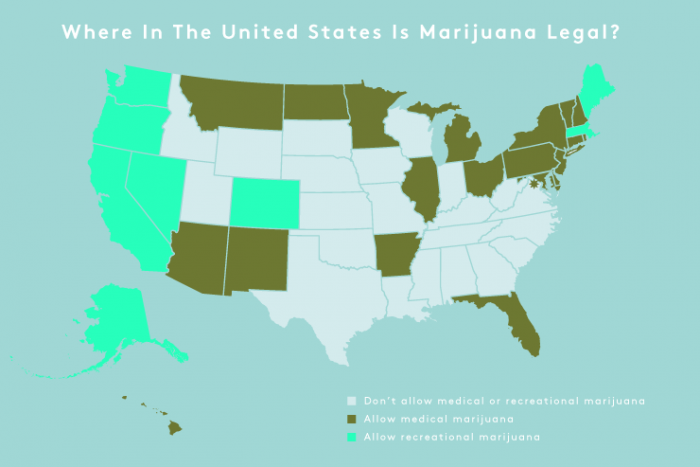 Where In The United States Is Marijuana Legal?
Don't allow medical or recreational marijuana
Allow medical marijuana
Allow recreational marijuana